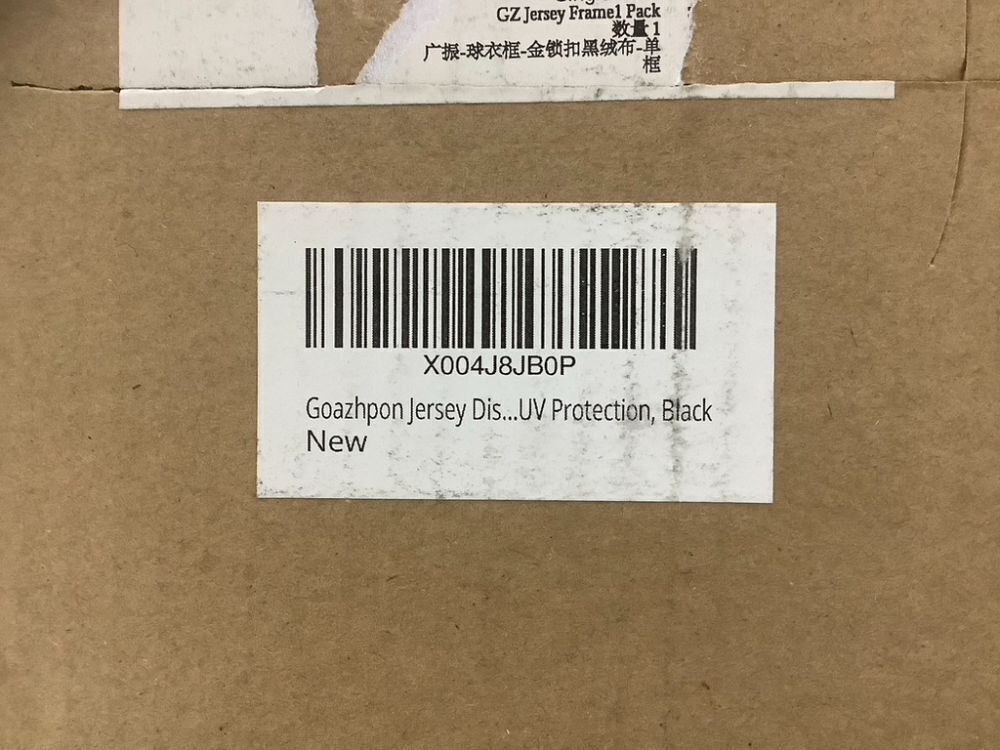 GZ Jersey Frame1 Pack
数量 1
广振-球衣框-金锁扣黑绒布-单
框
X004J8JB0P
Goazhpon Jersey Dis...UV Protection, Black
New